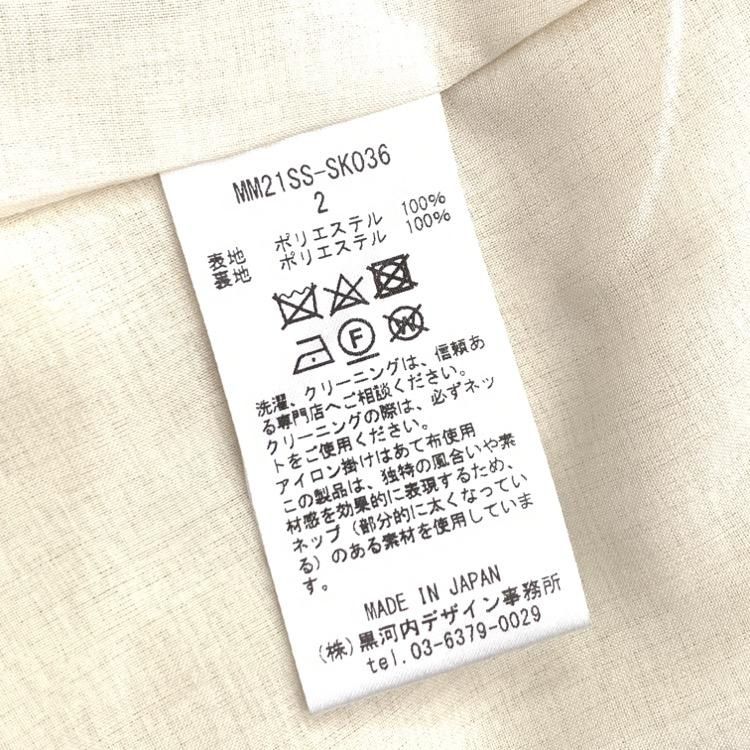 MM21SS-SK036
2
表地 ポリエステル 100%
裏地 ポリエステル 100%
F
W
洗濯、クリーニングは、信頼あ
る専門店へご相談ください。
クリーニングの際は、必ずネッ
トをご使用ください。
アイロン掛けはあて布使用
この製品は、独特の風合いや素
材感を効果的に表現するため、
ネップ(部分的に太くなってい
る)のある素材を使用していま
す。
MADE IN JAPAN
(株)黒河内デザイン事務所
tel.03-6379-0029